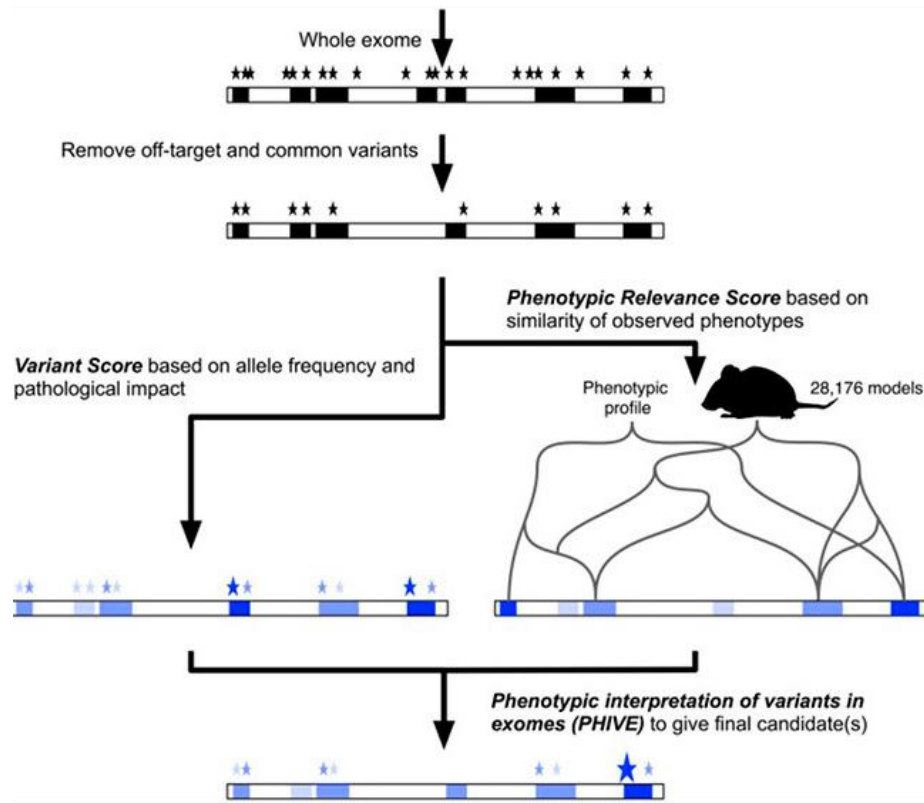 Whole exome
Remove off-target and common variants
Phenotypic Relevance Score based on
similarity of observed phenotypes
Variant Score based on allele frequency and
pathological impact
Phenotypic
profile
28,176 models
Phenotypic interpretation of variants in
exomes (PHIVE) to give final candidate(s)